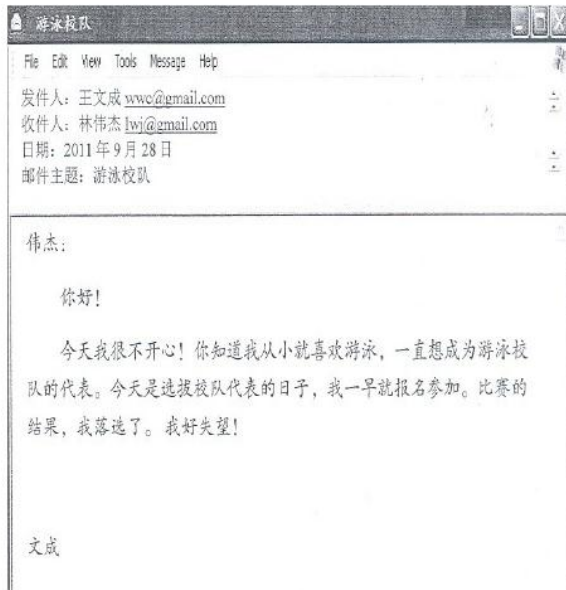 游泳校队
File Edit View Tools Message Help
发件人：王文成 wwc@gmail.com
收件人：林伟杰 lwj@gmail.com
日期：2011年9月28日
邮件主题：游泳校队
伟杰：
你好！
今天我很不开心！你知道我从小就喜欢游泳，一直想成为游泳校
队的代表。今天是选拔校队代表的日子，我一早就报名参加。比赛的
结果，我落选了。我好失望！
文成